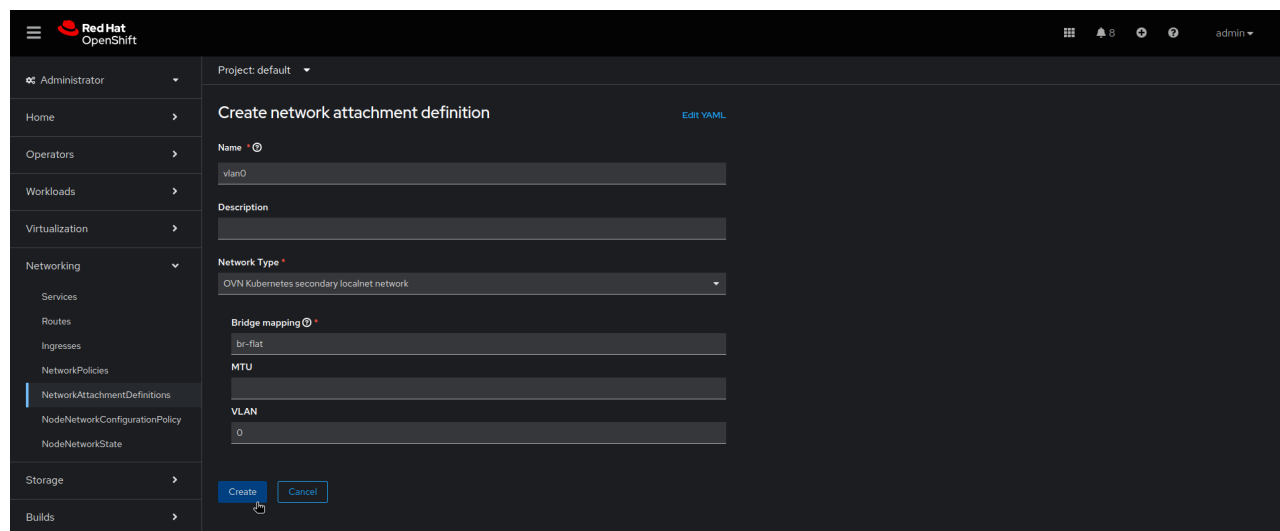 Red Hat
OpenShift
8
admin
Administrator
Home
Operators
Workloads
Virtualization
Networking
Services
Routes
Ingresses
NetworkPolicies
NetworkAttachmentDefinitions
NodeNetworkConfigurationPolicy
NodeNetworkState
Storage
Builds
Project: default
Create network attachment definition
Edit YAML
Name *
vlan0
Description
Network Type *
OVN Kubernetes secondary localnet network
Bridge mapping *
br-flat
MTU
VLAN
0
Create Cancel